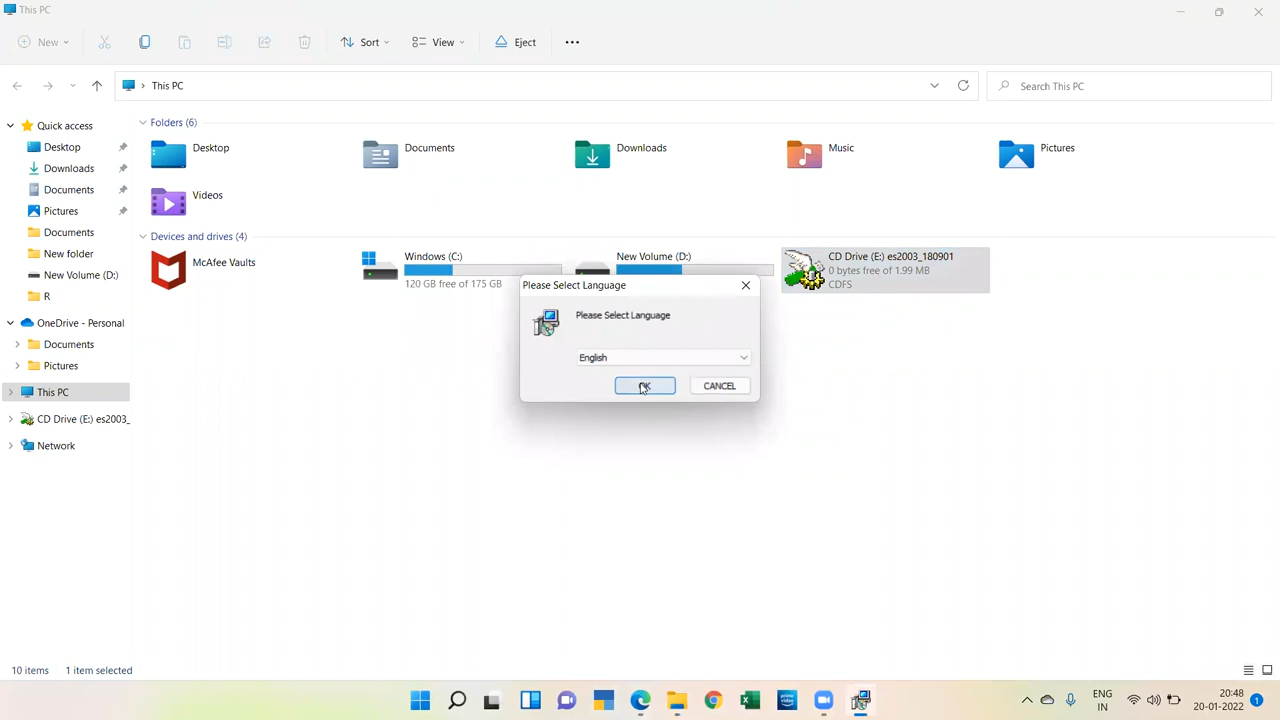 This PC
New
Sort
View
Eject
This PC
Search This PC
Quick access
Desktop
Downloads
Documents
Pictures
Documents
New folder
New Volume (D:)
R
OneDrive - Personal
Documents
Pictures
This PC
CD Drive (E:) es2003_
Network
Folders (6)
Desktop
Documents
Downloads
Music
Pictures
Videos
Devices and drives (4)
McAfee Vaults
Windows (C:)
120 GB free of 175 GB
New Volume (D:)
CD Drive (E:) es2003_180901
0 bytes free of 1.99 MB
CDFS
Please Select Language
Please Select Language
English
OK
CANCEL
10 items
1 item selected
ENG
IN
20:48
20-01-2022
1